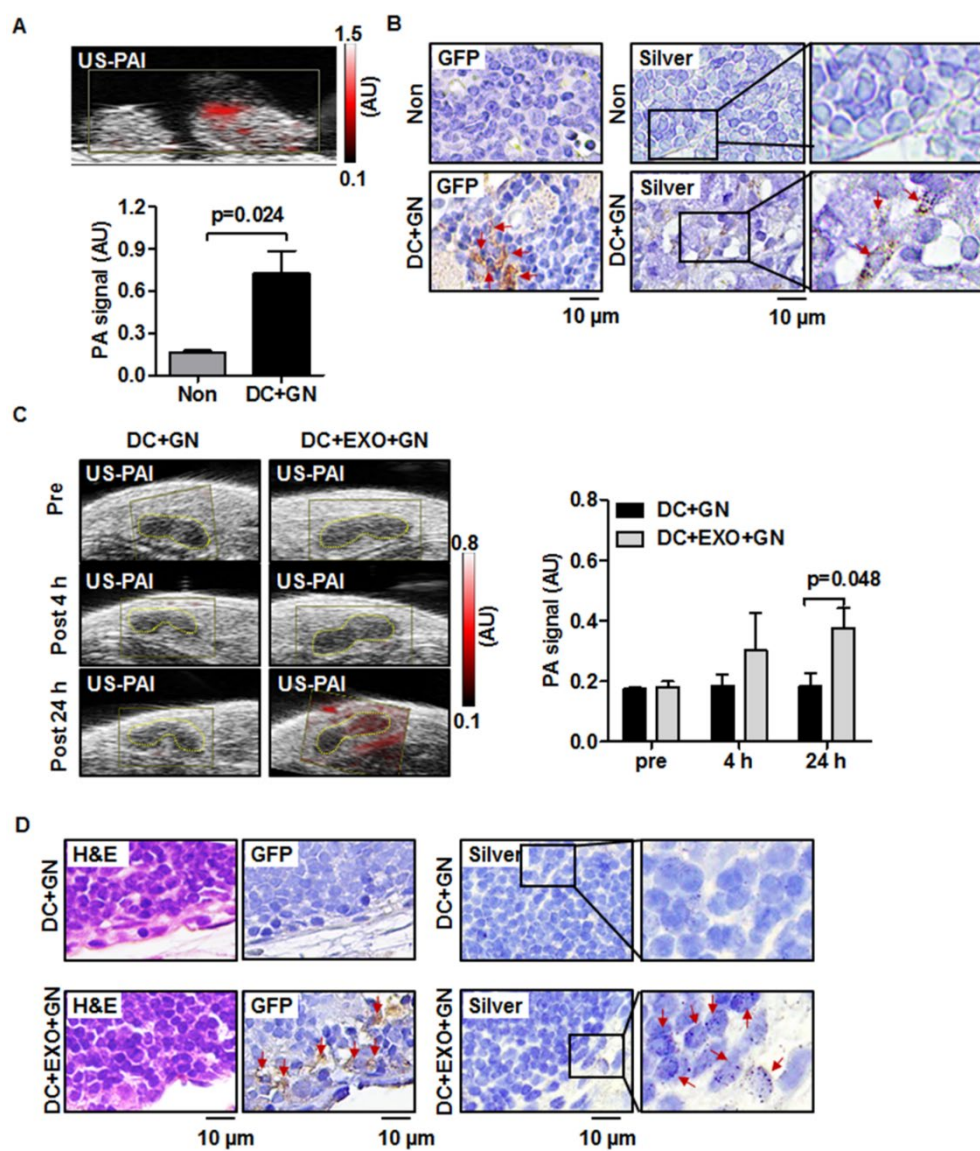 A
US-PAI
1.5
(AU)
0.1
PA signal (AU)
1.2
0.9
0.6
0.3
0.0
p=0.024
Non
DC+GN
B
Non
GFP
Silver
DC+GN
GFP
Silver
10 µm
10 µm
C
DC+GN
DC+EXO+GN
Pre
US-PAI
US-PAI
Post 4 h
US-PAI
US-PAI
Post 24 h
US-PAI
US-PAI
0.8
(AU)
0.1
PA signal (AU)
0.8
0.6
0.4
0.2
0.0
DC+GN
DC+EXO+GN
p=0.048
pre
4 h
24 h
D
DC+GN
H&E
GFP
DC+GN
Silver
DC+EXO+GN
H&E
GFP
DC+EXO+GN
Silver
10 µm
10 µm
10 µm